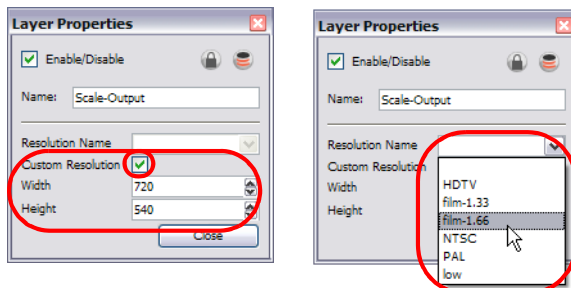 Layer Properties
Enable/Disable
Name: Scale-Output
Resolution Name
Custom Resolution
Width 720
Height 540
Close
Layer Properties
Enable/Disable
Name: Scale-Output
Resolution Name
Custom Resolution
Width
Height
HDTV
film-1.33
film-1.66
NTSC
PAL
low